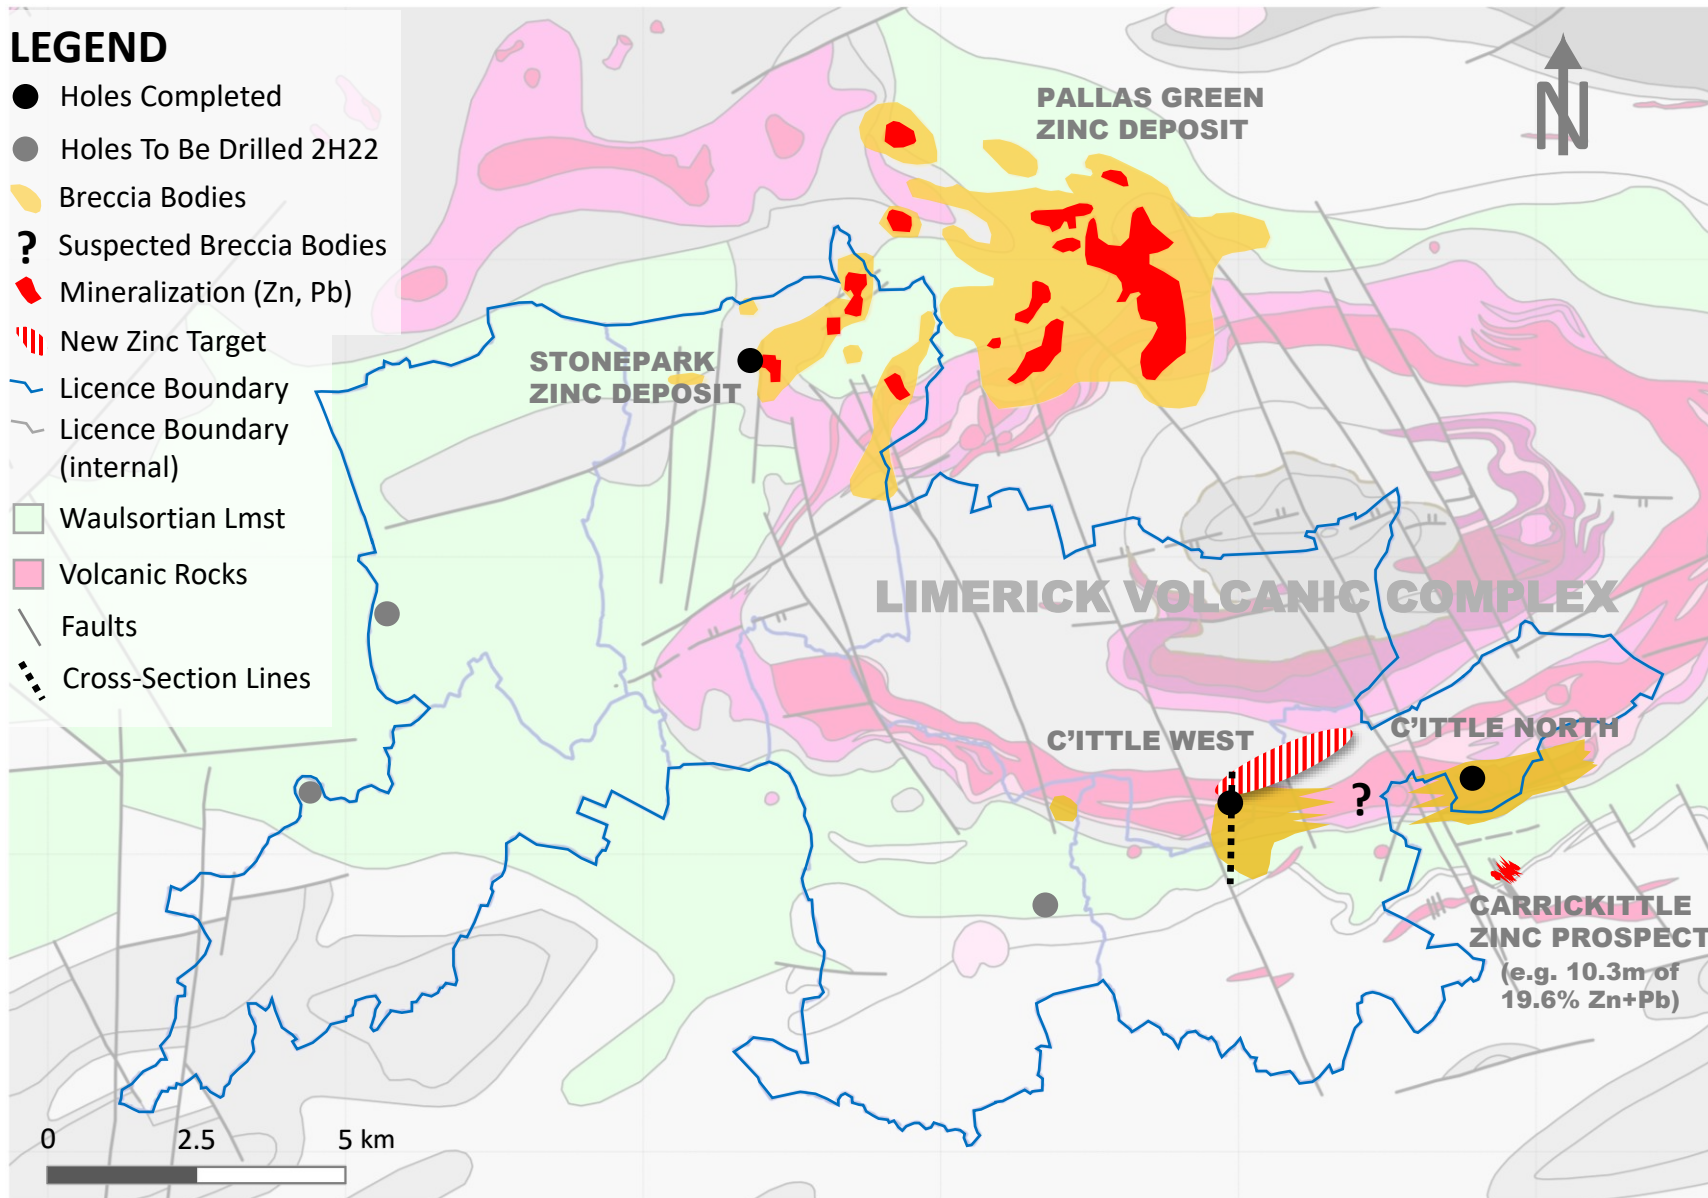 LEGEND
Holes Completed
Holes To Be Drilled 2H22
Breccia Bodies
? Suspected Breccia Bodies
Mineralization (Zn, Pb)
New Zinc Target
Licence Boundary
Licence Boundary
(internal)
Waulsortian Lmst
Volcanic Rocks
Faults
Cross-Section Lines
PALLAS GREEN
ZINC DEPOSIT
N
STONEPARK
ZINC DEPOSIT
LIMERICK VOLCANIC COMPLEX
C'ITTLE WEST
C'ITTLE NORTH
?
CARRICKITTLE
ZINC PROSPECT
(e.g. 10.3m of
19.6% Zn+Pb)
0 2.5 5 km